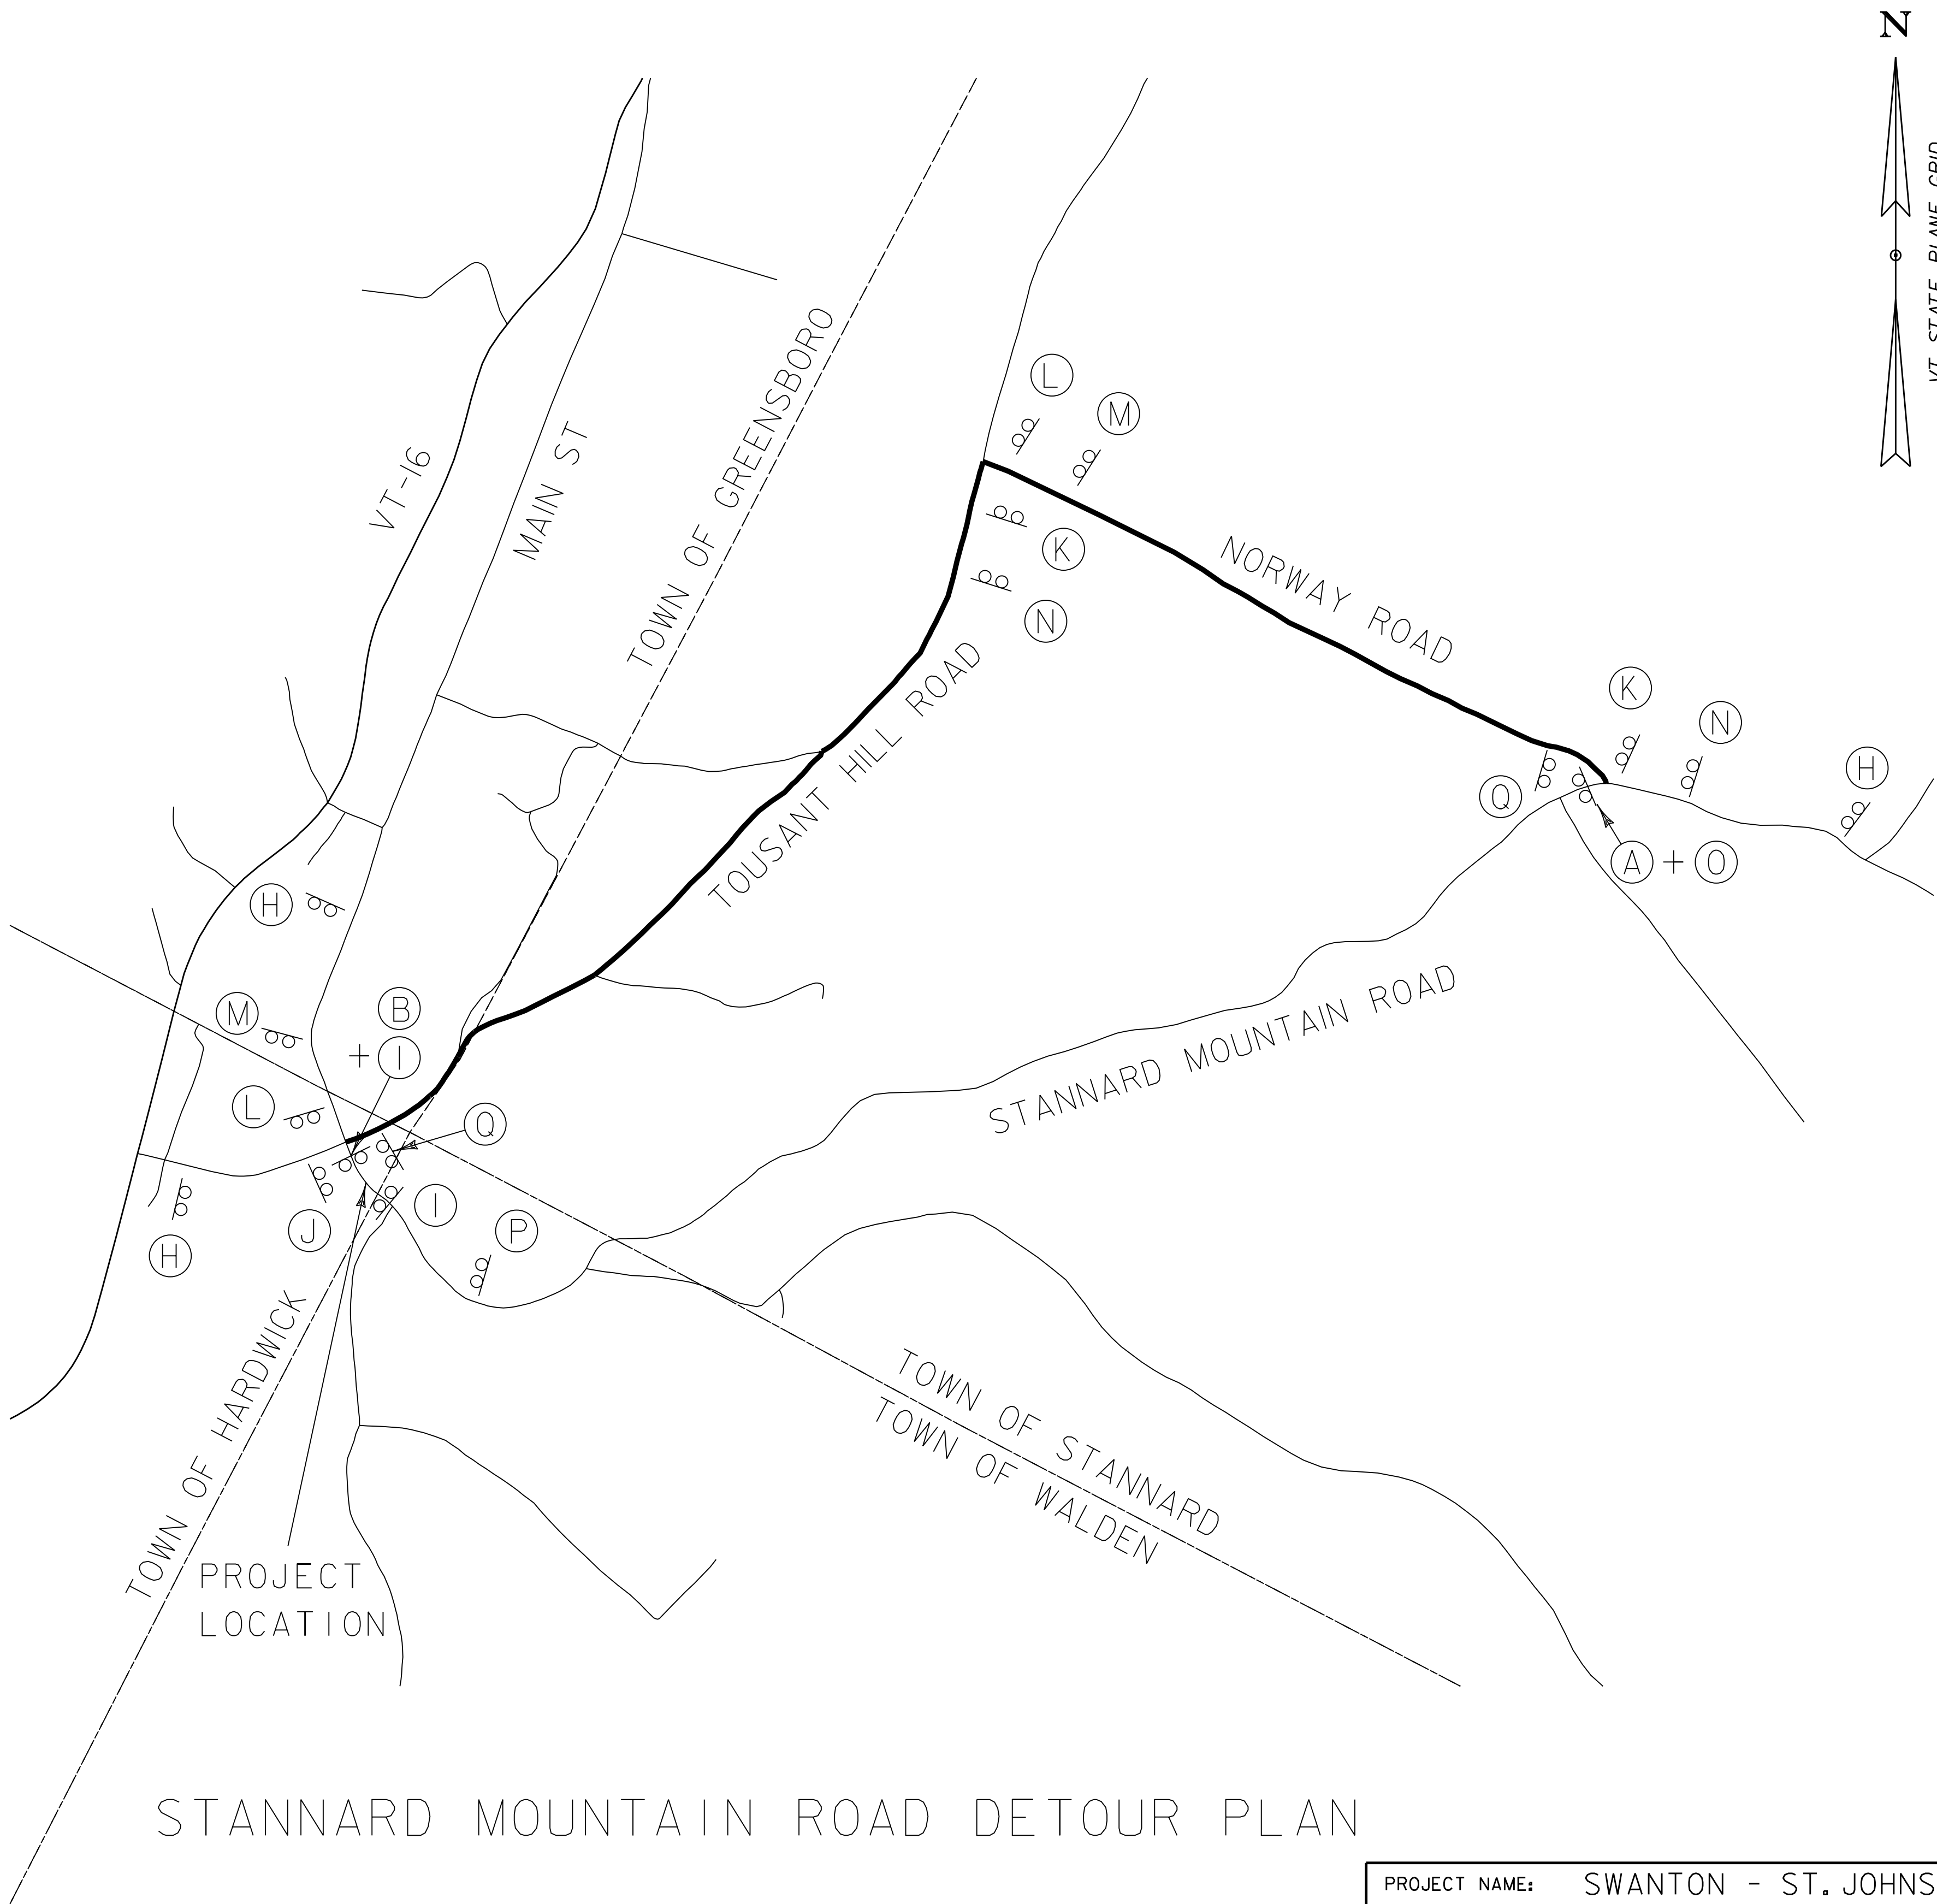 N
VT STATE PLANE GRID
VT-16
MAIN ST
TOWN OF GREENSBORO
L
M
K
N
NORWAY ROAD
TOUSANT HILL ROAD
K
N
H
Q
A + O
H
M
B
+ I
L
Q
STANNARD MOUNTAIN ROAD
J
I
P
H
TOWN OF HARDWICK
TOWN OF STANNARD
TOWN OF WALDEN
PROJECT
LOCATION
STANNARD MOUNTAIN ROAD DETOUR PLAN
PROJECT NAME: SWANTON - ST. JOHNS